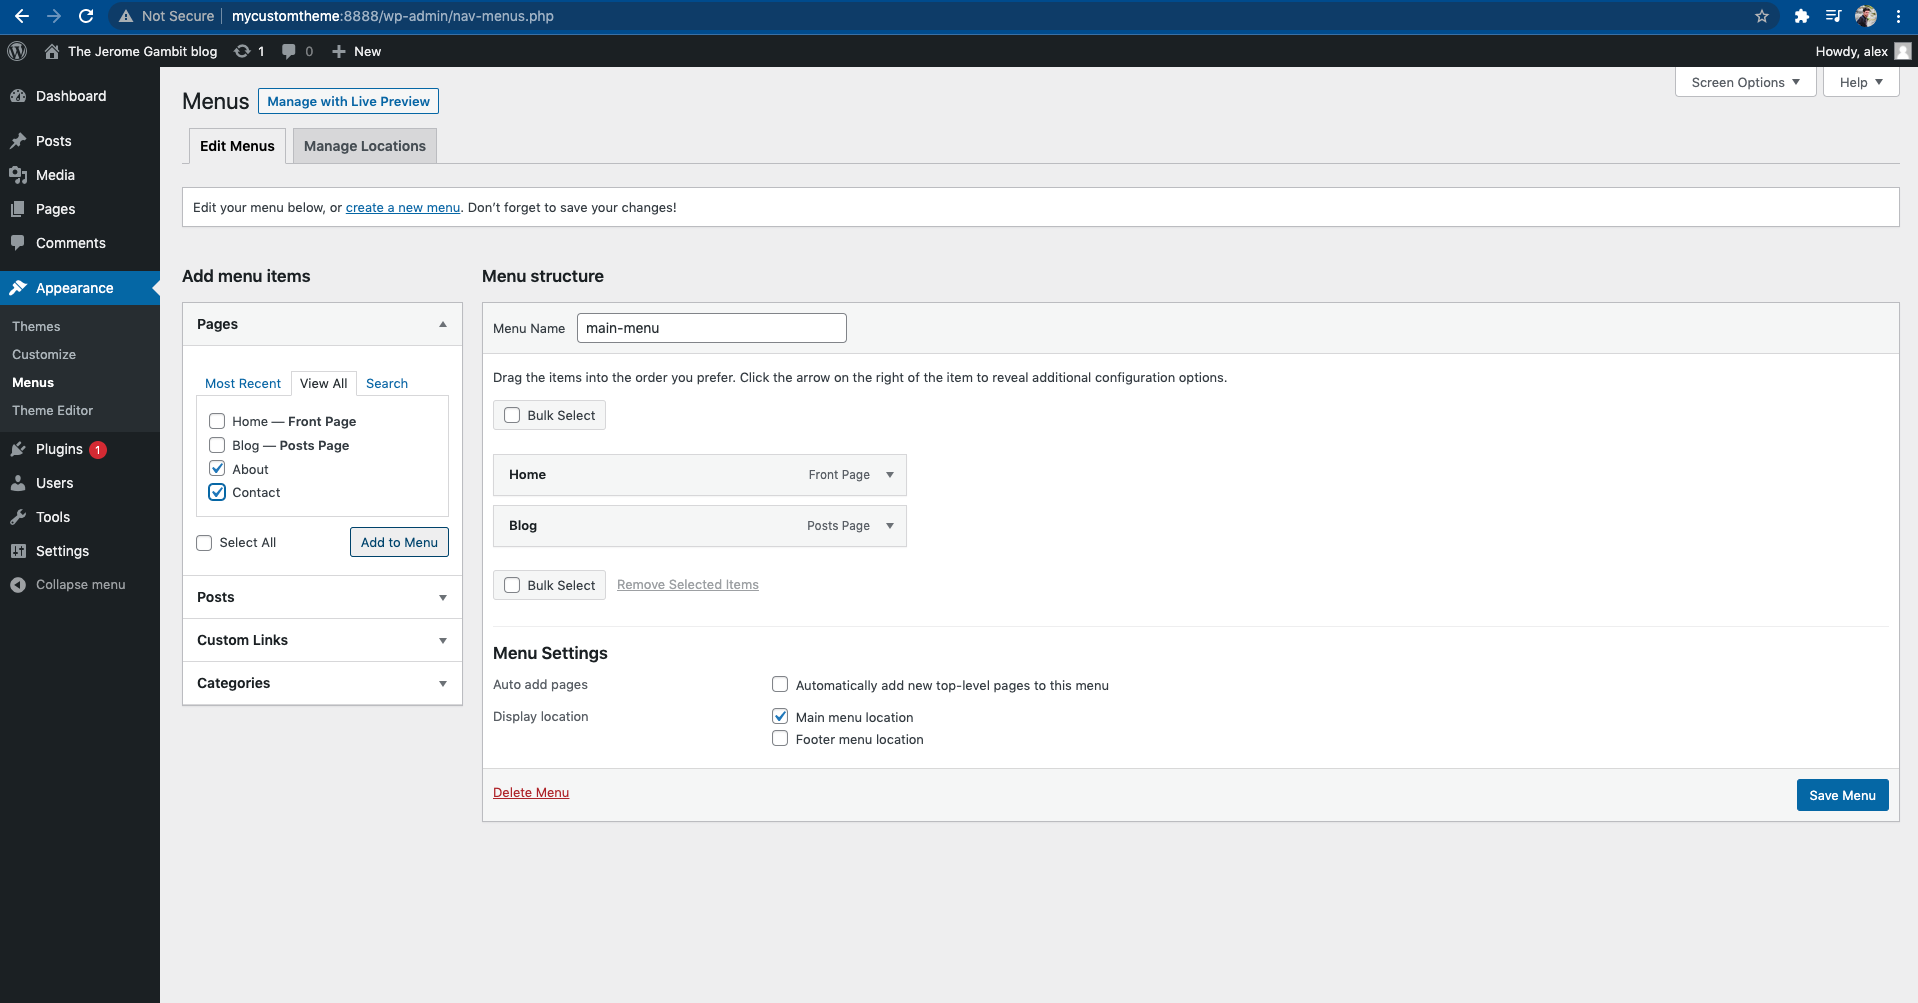 Not Secure mycustomtheme:8888/wp-admin/nav-menus.php
The Jerome Gambit blog 1 0 New Howdy, alex
Screen Options Help
Dashboard
Posts
Media
Pages
Comments
Appearance
Themes
Customize
Menus
Theme Editor
Plugins 1
Users
Tools
Settings
Collapse menu
Menus Manage with Live Preview
Edit Menus Manage Locations
Edit your menu below, or create a new menu. Don’t forget to save your changes!
Add menu items
Pages
Most Recent View All Search
Home — Front Page
Blog — Posts Page
About
Contact
Select All Add to Menu
Posts
Custom Links
Categories
Menu structure
Menu Name main-menu
Drag the items into the order you prefer. Click the arrow on the right of the item to reveal additional configuration options.
Bulk Select
Home Front Page
Blog Posts Page
Bulk Select Remove Selected Items
Menu Settings
Auto add pages Automatically add new top-level pages to this menu
Display location Main menu location
Footer menu location
Delete Menu Save Menu